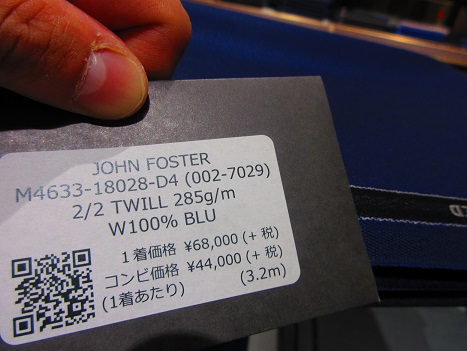 JOHN FOSTER
M4633-18028-D4 (002-7029)
2/2 TWILL 285g/m
W100% BLU
1着価格 ¥68,000 (+ 税)
コンビ価格 ¥44,000 (+ 税)
(1着あたり) (3.2m)